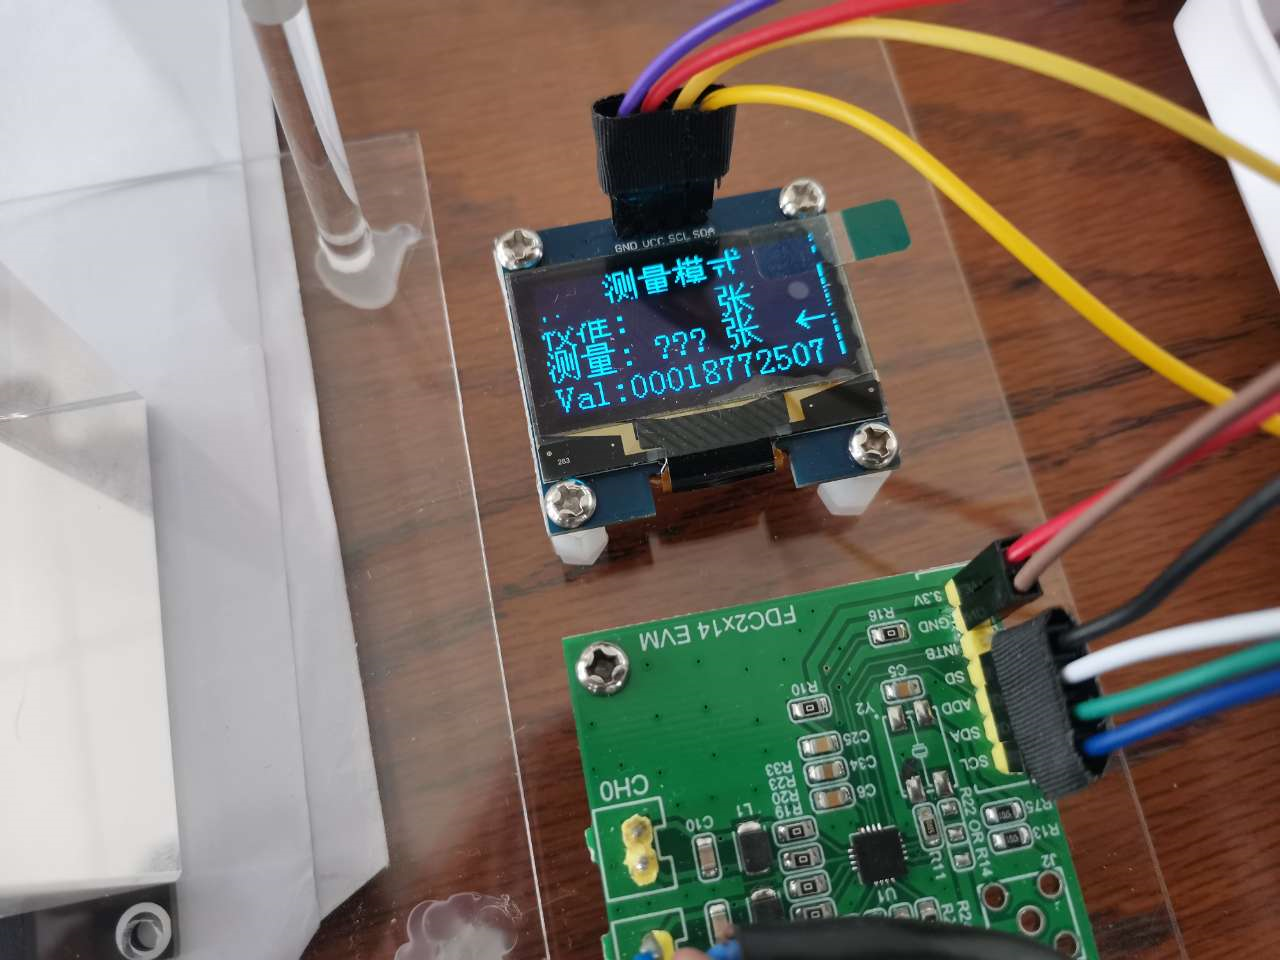 GND VCC SCL SDA
测量模式
校准: 张
测量: ??? 张 ←
Val:00018772507
263
FDC2x14 EVM
3.3V
GND
INTB
SD
ADD
SDA
SCL
R16
C5
R10
Y2
C25
C34
C6
R33
R23
R20
R19
CH0
C10
L1
U1
R11
R22
R14
R75
R13
J2